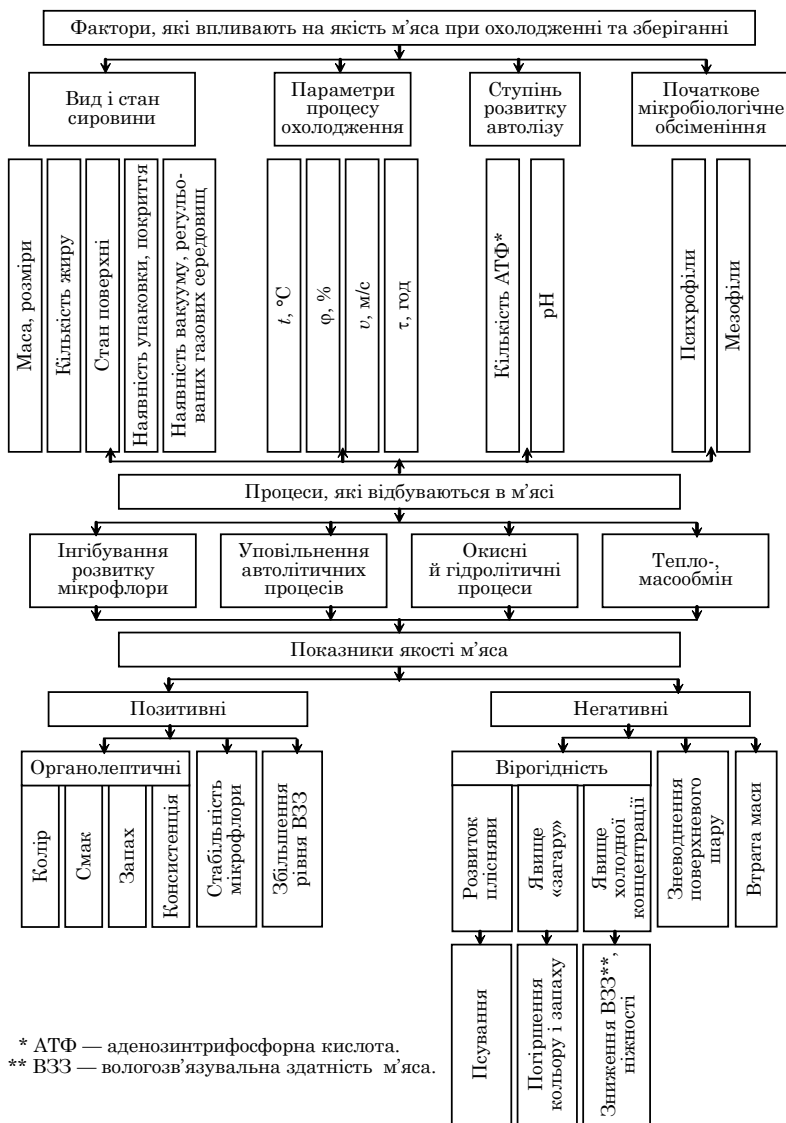 Фактори, які впливають на якість м’яса при охолодженні та зберіганні
Вид і стан
сировини
Параметри
процесу
охолодження
Ступінь
розвитку
автолізу
Початкове
мікробіологічне
обсіменіння
Маса, розміри
Кількість жиру
Стан поверхні
Наявність упаковки, покриття
Наявність вакууму, регульо-
ваних газових середовищ
t, °C
φ, %
υ, м/с
τ, год
Кількість АТФ*
pH
Психрофіли
Мезофіли
Процеси, які відбуваються в м’ясі
Інгібування
розвитку
мікрофлори
Уповільнення
автолітичних
процесів
Окисні
й гідролітичні
процеси
Тепло-,
масообмін
Показники якості м’яса
Позитивні
Негативні
Органолептичні
Колір
Смак
Запах
Консистенція
Стабільність
мікрофлори
Збільшення
рівня ВЗЗ
Вірогідність
Розвиток
плісняви
Явище
«загару»
Явище
холодної
концентрації
Зневоднення
поверхневого
шару
Втрата маси
Псування
Погіршення
кольору і запаху
Зниження ВЗЗ**,
ніжності
* АТФ — аденозинтрифосфорна кислота.
** ВЗЗ — вологозв’язувальна здатність м’яса.